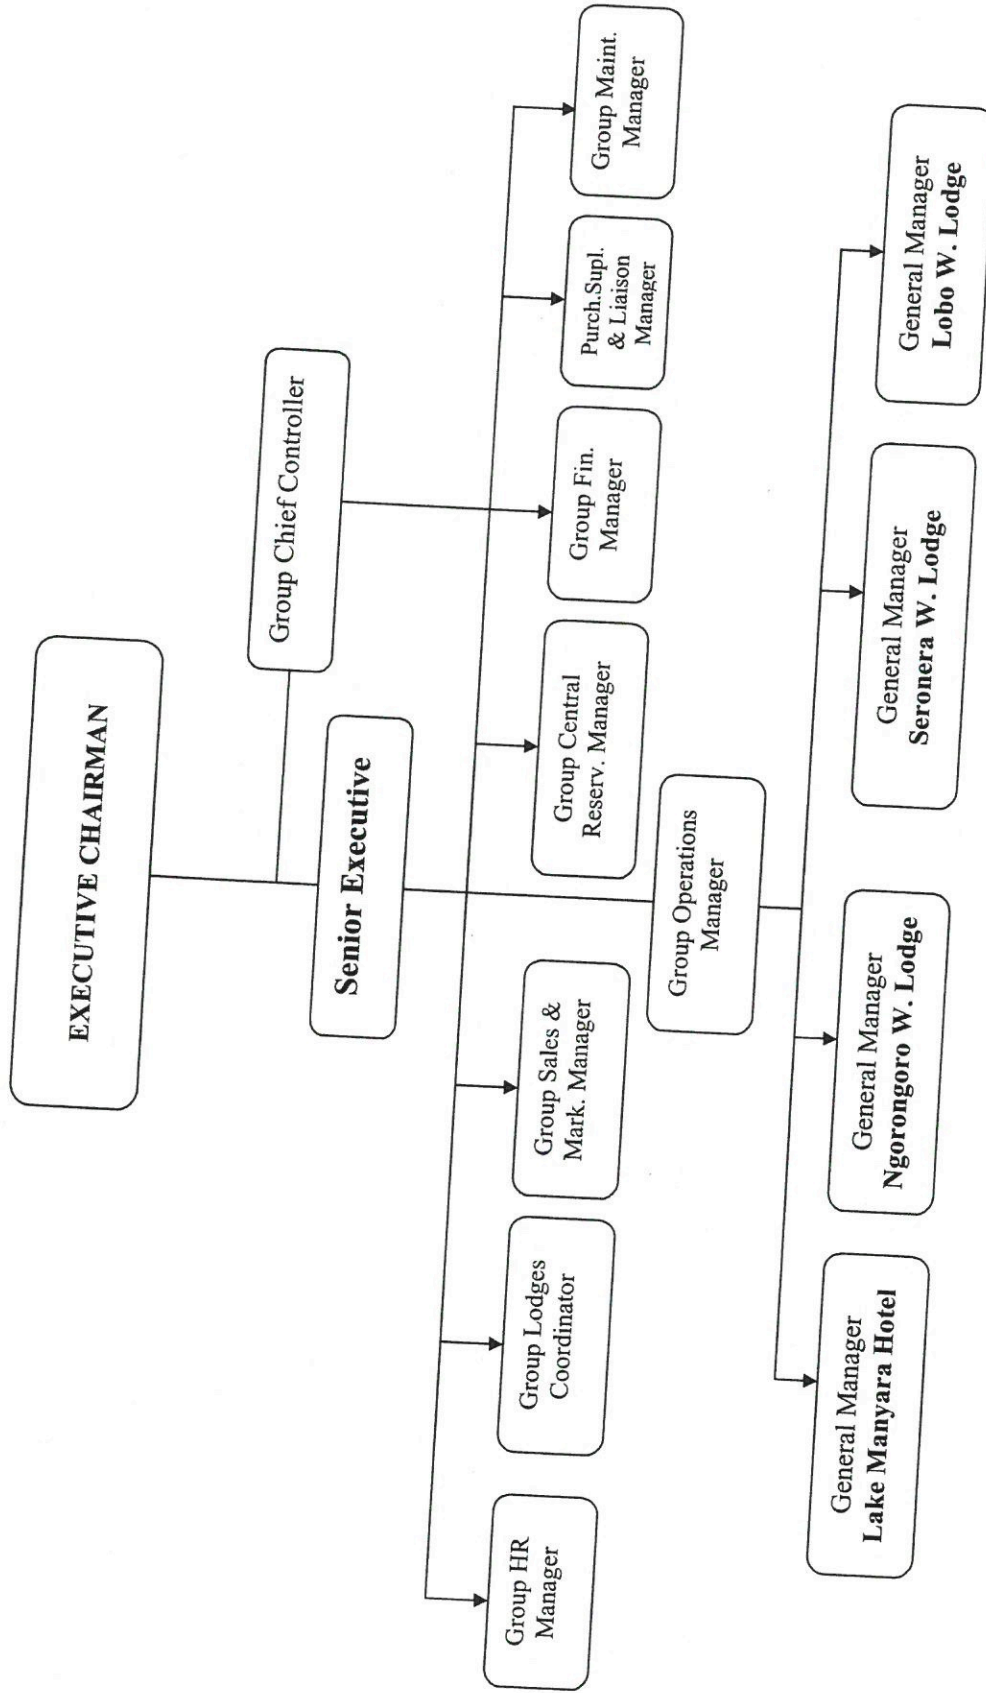 EXECUTIVE CHAIRMAN
Group Chief Controller
Senior Executive
Group HR
Manager
Group Lodges
Coordinator
Group Sales &
Mark. Manager
Group Central
Reserv. Manager
Group Fin.
Manager
Purch.Supl.
& Liaison
Manager
Group Maint.
Manager
Group Operations
Manager
General Manager
Lake Manyara Hotel
General Manager
Ngorongoro W. Lodge
General Manager
Seronera W. Lodge
General Manager
Lobo W. Lodge